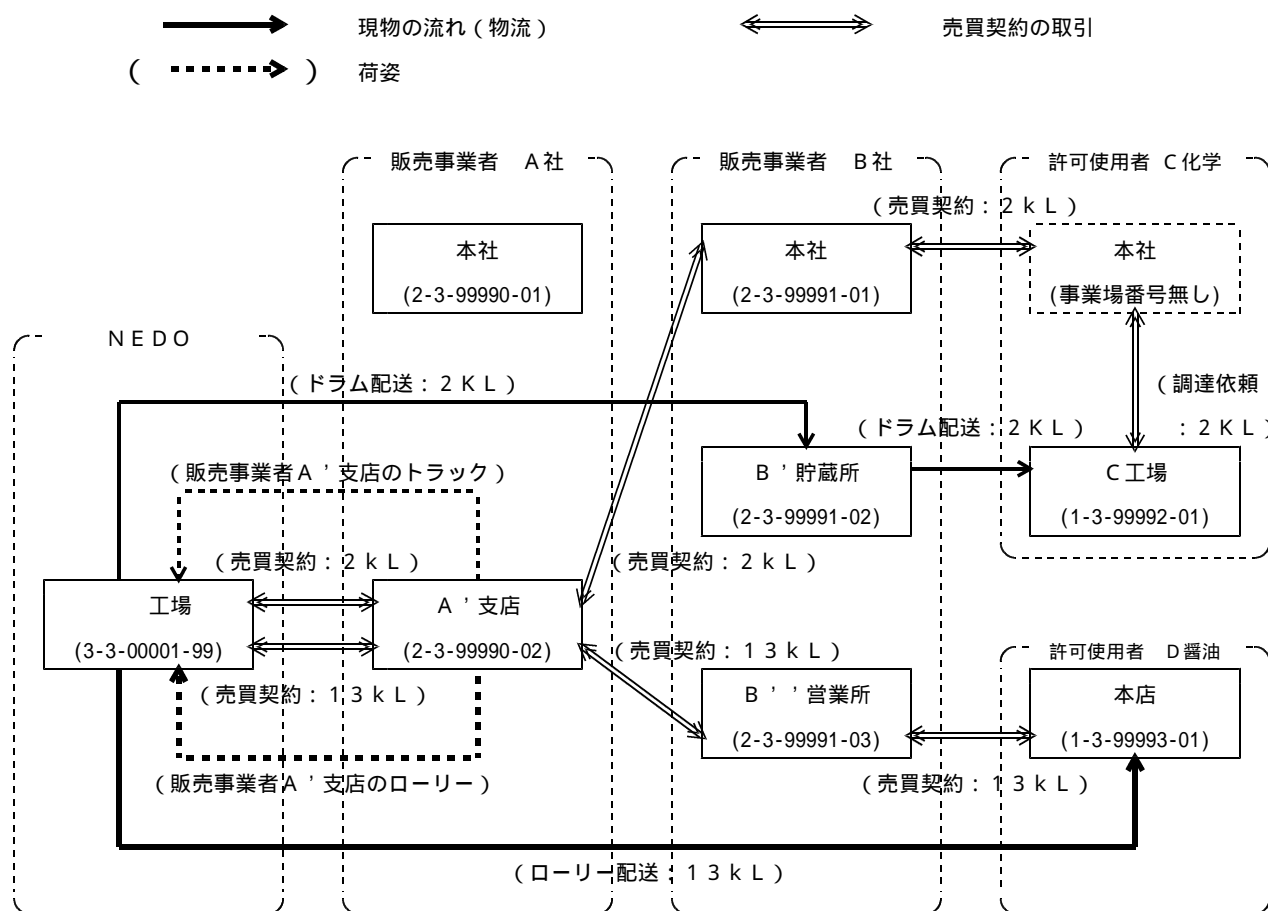 現物の流れ(物流)
売買契約の取引
( ) 荷姿
販売事業者 A社
販売事業者 B社
許可使用者 C化学
(売買契約:2kL)
本社
(2-3-99990-01)
本社
(2-3-99991-01)
本社
(事業場番号無し)
NEDO
(ドラム配送:2KL)
(調達依頼
:2KL)
(ドラム配送:2KL)
(販売事業者A'支店のトラック)
B'貯蔵所
(2-3-99991-02)
C工場
(1-3-99992-01)
(売買契約:2kL)
(売買契約:2kL)
工場
(3-3-00001-99)
A'支店
(2-3-99990-02)
(売買契約:13kL)
許可使用者 D醤油
(売買契約:13kL)
B''営業所
(2-3-99991-03)
本店
(1-3-99993-01)
(販売事業者A'支店のローリー)
(売買契約:13kL)
(ローリー配送:13kL)